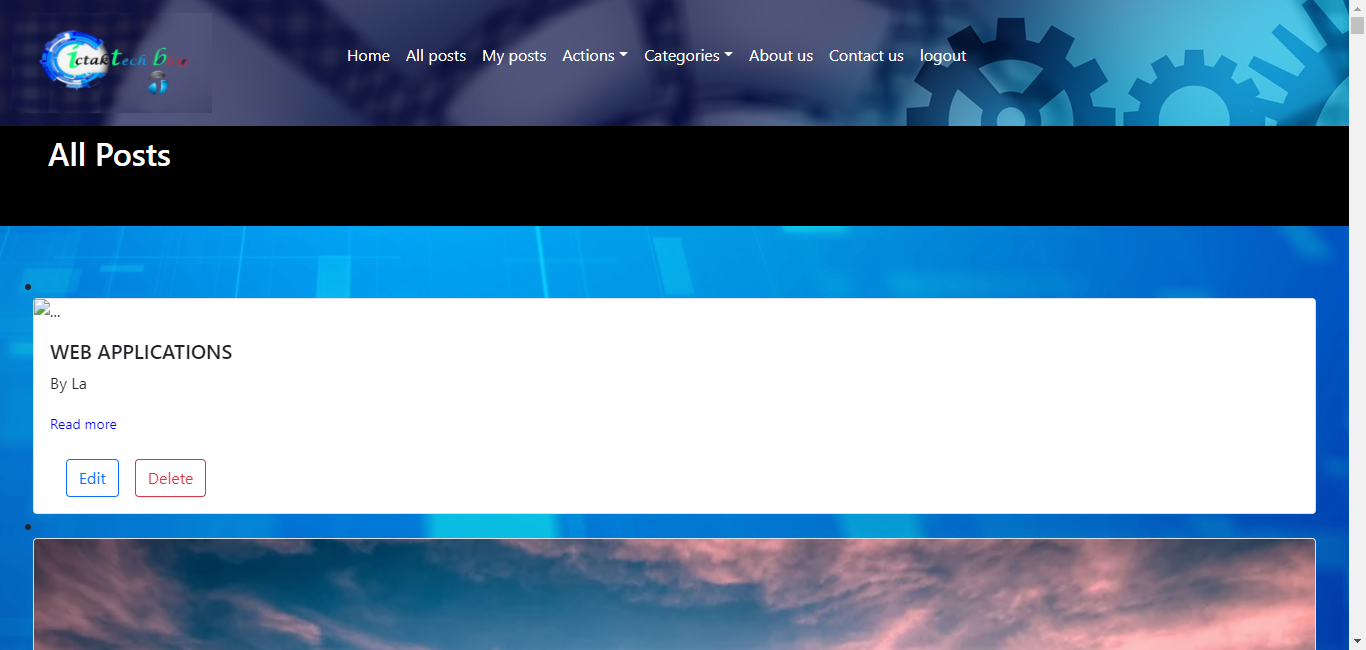 ictakTech Blog
Home All posts My posts Actions Categories About us Contact us logout
All Posts
...
WEB APPLICATIONS
By La
Read more
Edit Delete